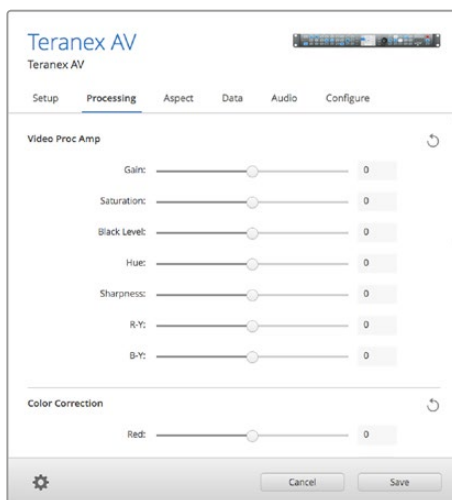 Teranex AV
Teranex AV
Setup Processing Aspect Data Audio Configure
Video Proc Amp
Gain: 0
Saturation: 0
Black Level: 0
Hue: 0
Sharpness: 0
R-Y: 0
B-Y: 0
Color Correction
Red: 0
Cancel Save